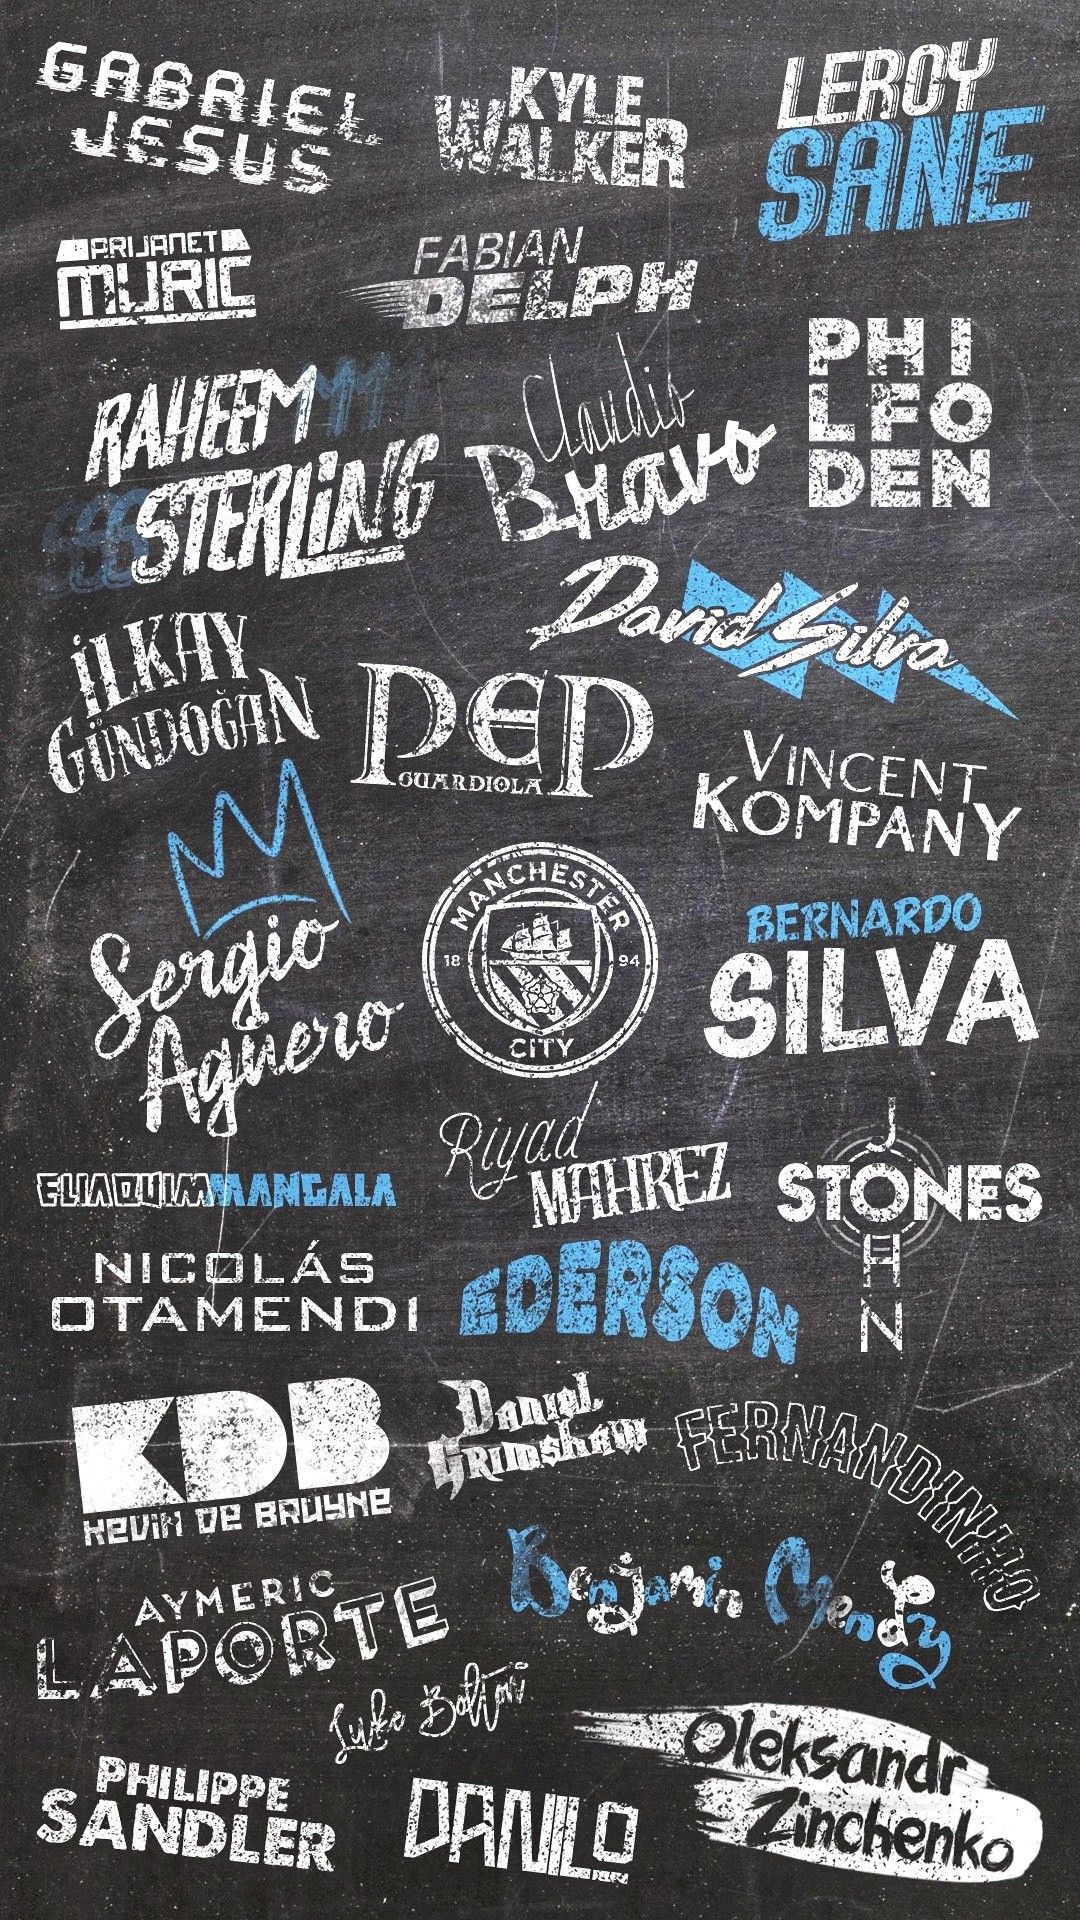 GABRIEL
JESUS
KYLE
WALKER
LEROY
SANE
ARIJANET
MURIC
FABIAN
DELPH
RAHEEM
STERLING
Claudio
Bravo
PHI
LFO
DEN
David Silva
İLKAY
GÜNDOĞAN
PEP
GUARDIOLA
VINCENT
KOMPANY
Sergio
Aguero
MANCHESTER
18 94
CITY
BERNARDO
SILVA
ELIAQUIM MANGALA
Riyad
MAHREZ
JOHN
STONES
NICOLÁS
OTAMENDI
EDERSON
KDB
KEVIN DE BRUYNE
Daniel
Grimshaw
FERNANDINHO
AYMERIC
LAPORTE
Benjamin Mendy
Luke Bolton
PHILIPPE
SANDLER
DANILO
Oleksandr
Zinchenko